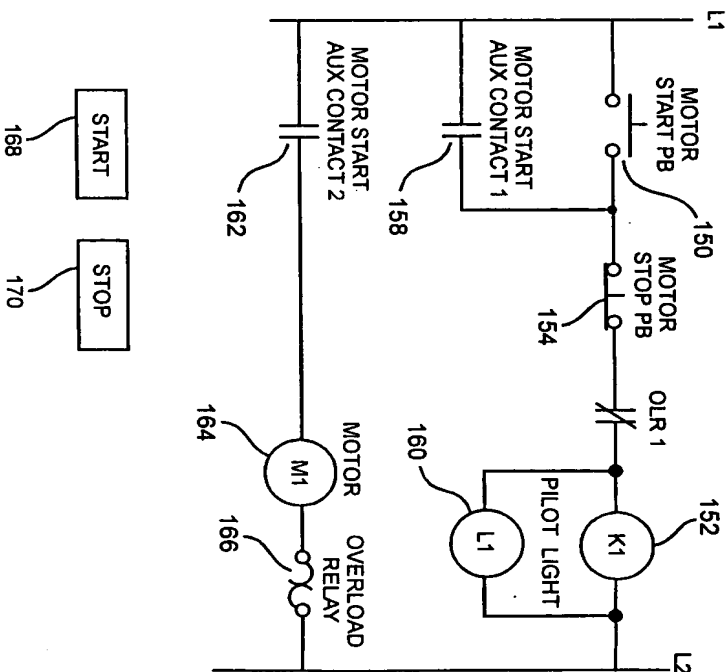 L1
L2
MOTOR
START PB
150
MOTOR
STOP PB
154
OLR 1
K1
152
MOTOR START
AUX CONTACT 1
158
PILOT LIGHT
L1
160
MOTOR START
AUX CONTACT 2
162
MOTOR
M1
164
OVERLOAD
RELAY
166
START
168
STOP
170